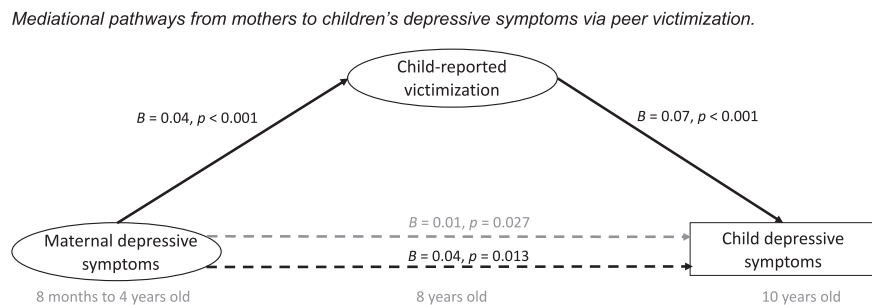 Mediational pathways from mothers to children's depressive symptoms via peer victimization.
Child-reported
victimization
B = 0.04, p < 0.001
B = 0.07, p < 0.001
B = 0.01, p = 0.027
Maternal depressive
symptoms
B = 0.04, p = 0.013
Child depressive
symptoms
8 months to 4 years old
8 years old
10 years old